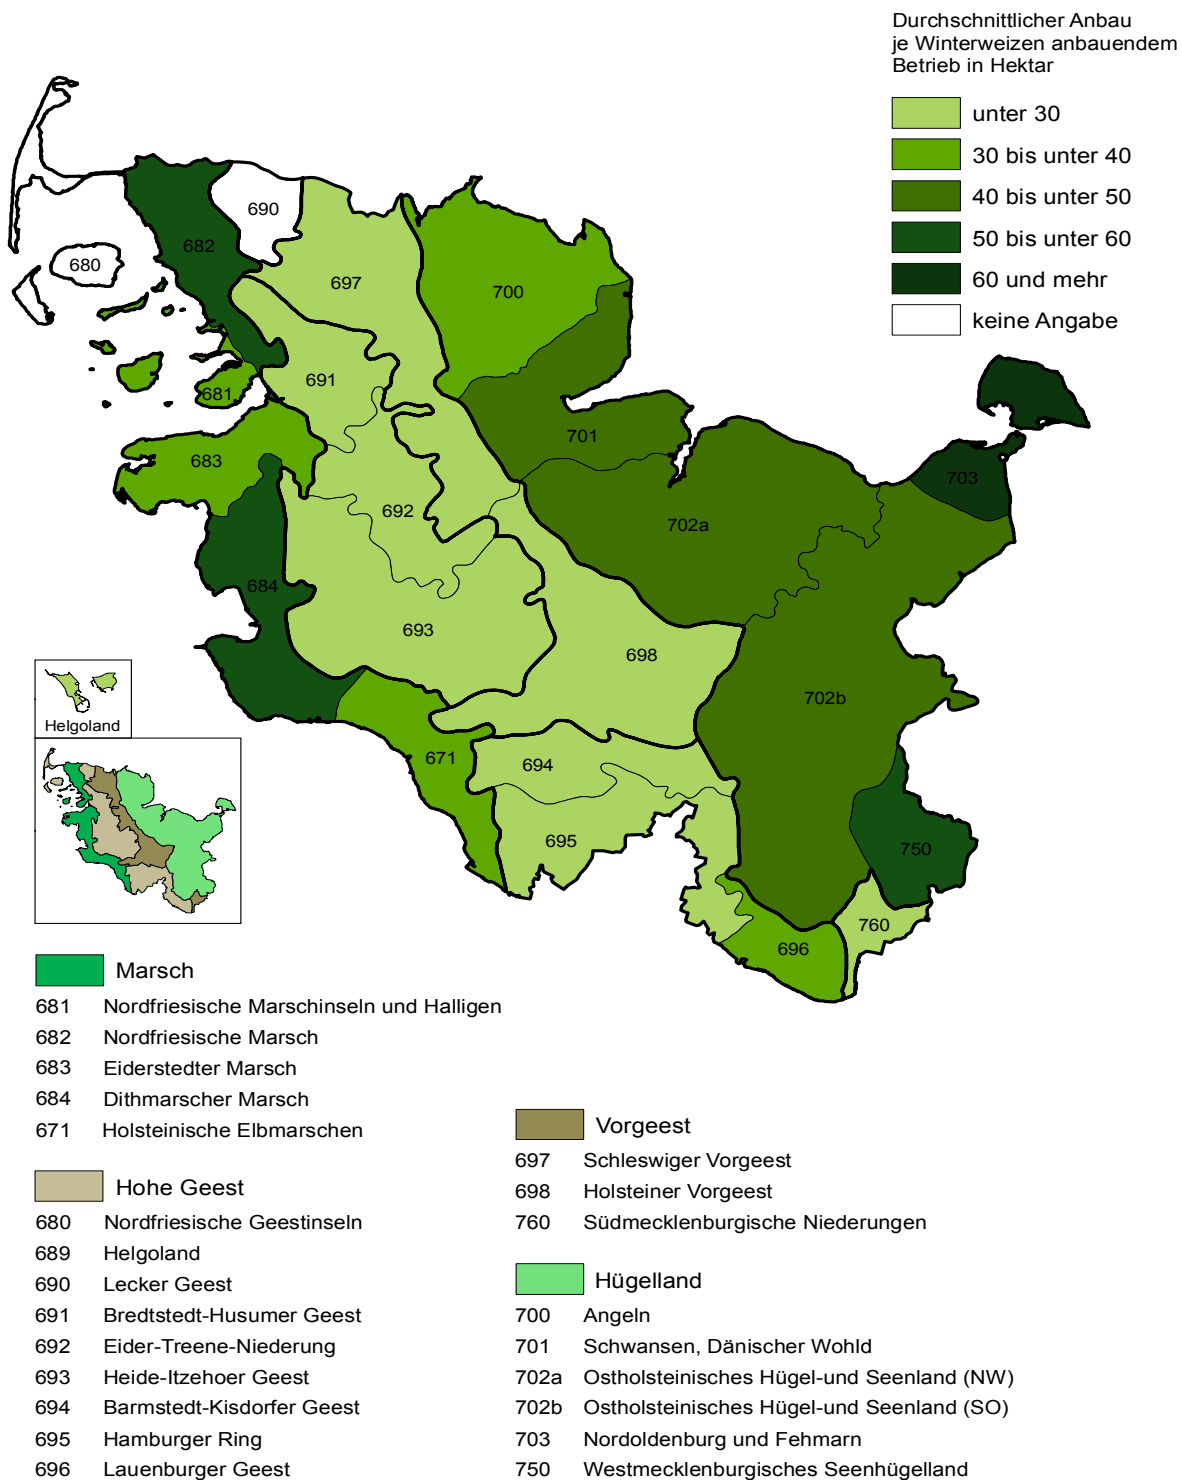 Durchschnittlicher Anbau
je Winterweizen anbauendem
Betrieb in Hektar
unter 30
30 bis unter 40
40 bis unter 50
50 bis unter 60
60 und mehr
keine Angabe
690
682
680
697
700
691
681
701
683
703
692
702a
684
693
698
702b
Helgoland
671
694
695
750
760
696
Marsch
681 Nordfriesische Marschinseln und Halligen
682 Nordfriesische Marsch
683 Eiderstedter Marsch
684 Dithmarscher Marsch
671 Holsteinische Elbmarschen
Hohe Geest
680 Nordfriesische Geestinseln
689 Helgoland
690 Lecker Geest
691 Bredtstedt-Husumer Geest
692 Eider-Treene-Niederung
693 Heide-Itzehoer Geest
694 Barmstedt-Kisdorfer Geest
695 Hamburger Ring
696 Lauenburger Geest
Vorgeest
697 Schleswiger Vorgeest
698 Holsteiner Vorgeest
760 Südmecklenburgische Niederungen
Hügelland
700 Angeln
701 Schwansen, Dänischer Wohld
702a Ostholsteinisches Hügel-und Seenland (NW)
702b Ostholsteinisches Hügel-und Seenland (SO)
703 Nordoldenburg und Fehmarn
750 Westmecklenburgisches Seenhügelland